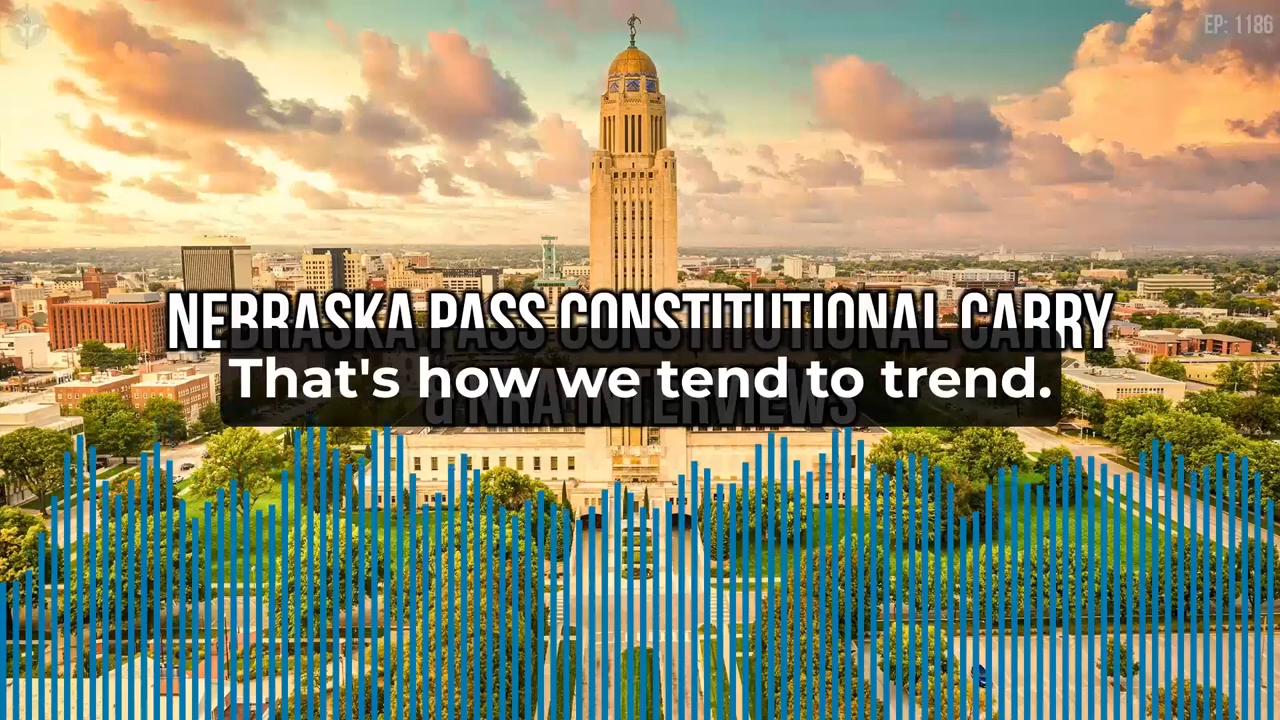 EP: 1186
NEBRASKA PASS CONSTITUTIONAL CARRY
& NRA INTERVIEWS
That's how we tend to trend.